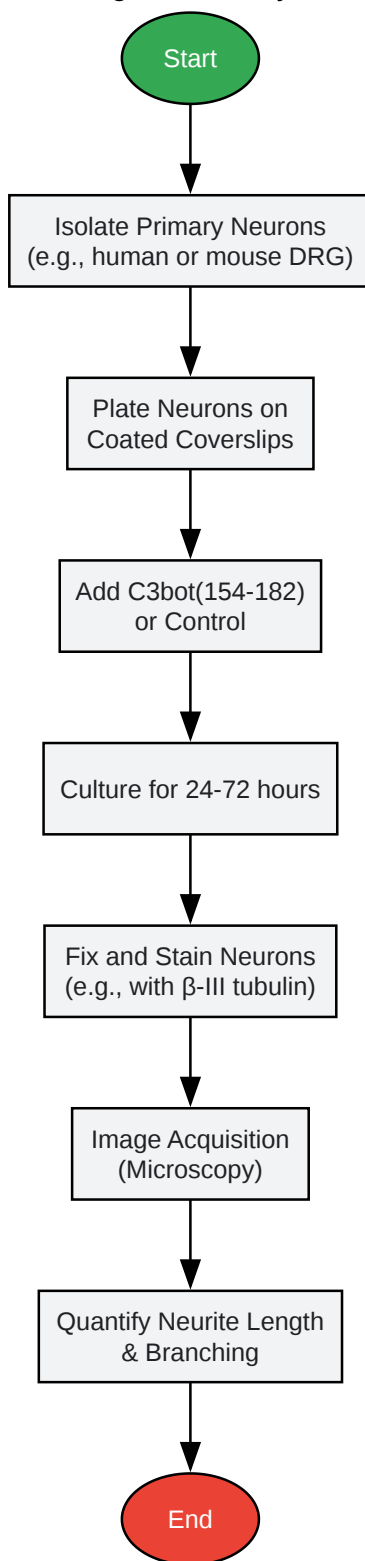 Start
Isolate Primary Neurons
(e.g., human or mouse DRG)
Plate Neurons on
Coated Coverslips
Add C3bot(154-182)
or Control
Culture for 24-72 hours
Fix and Stain Neurons
(e.g., with β-III tubulin)
Image Acquisition
(Microscopy)
Quantify Neurite Length
& Branching
End